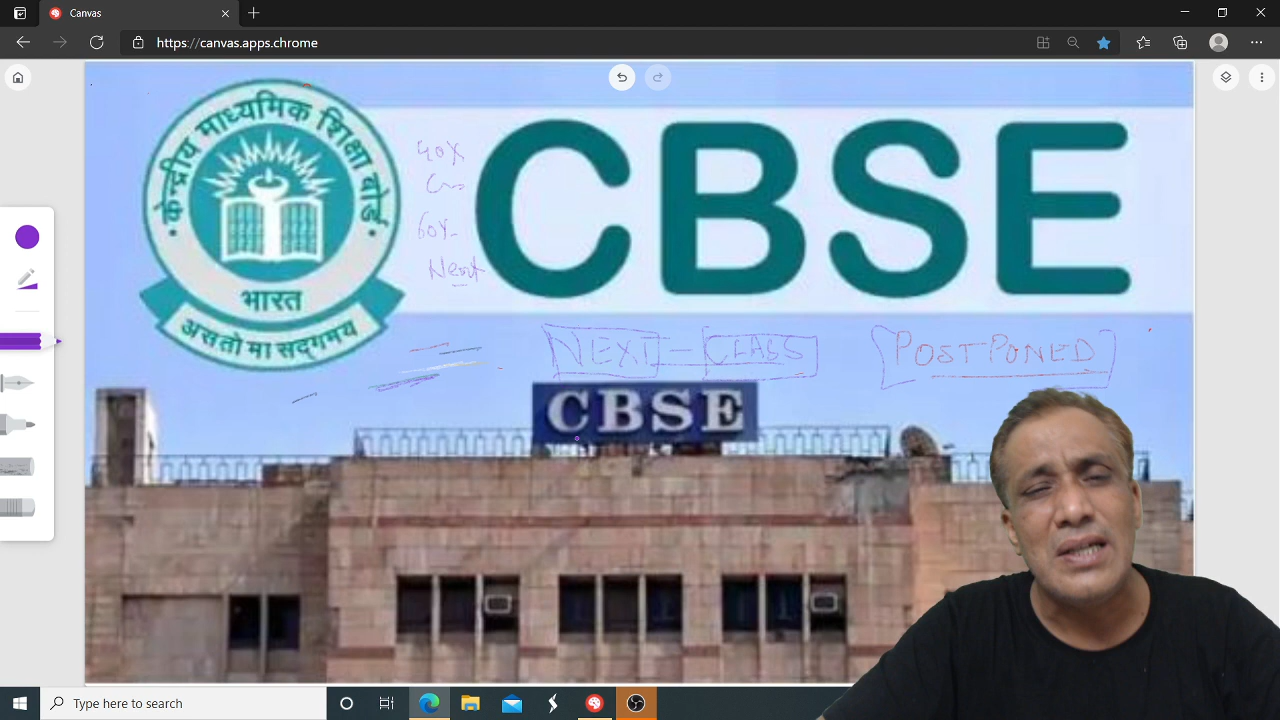 Canvas
https://canvas.apps.chrome
केन्द्रीय माध्यमिक शिक्षा बोर्ड
भारत
असतो मा सद्गमय
CBSE
40%
60%
Next
NEXT - CLASS
POSTPONED
CBSE
Type here to search